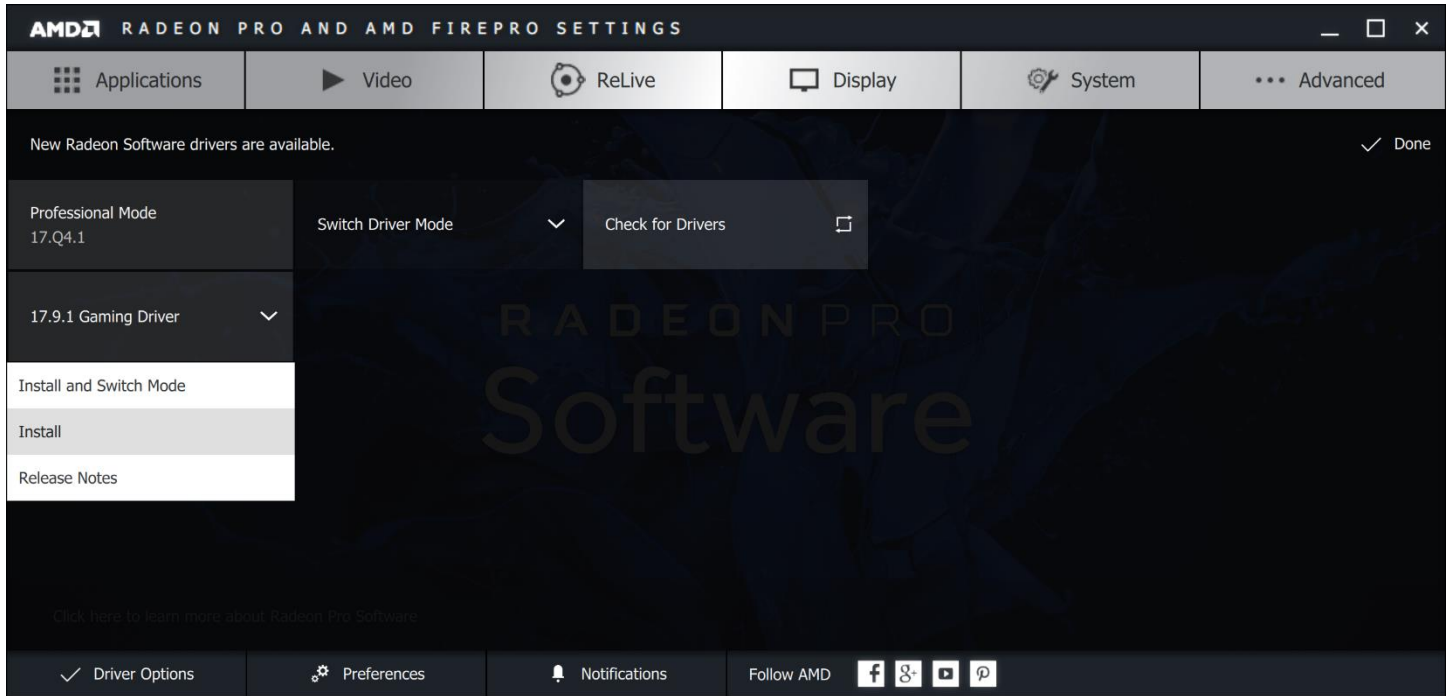 AMD RADEON PRO AND AMD FIREPRO SETTINGS
Applications Video ReLive Display System Advanced
New Radeon Software drivers are available. Done
Professional Mode
17.Q4.1
Switch Driver Mode
Check for Drivers
17.9.1 Gaming Driver
RADEON PRO
Software
Install and Switch Mode
Install
Release Notes
Click here to learn more about Radeon Pro Software
Driver Options Preferences Notifications Follow AMD f 8+